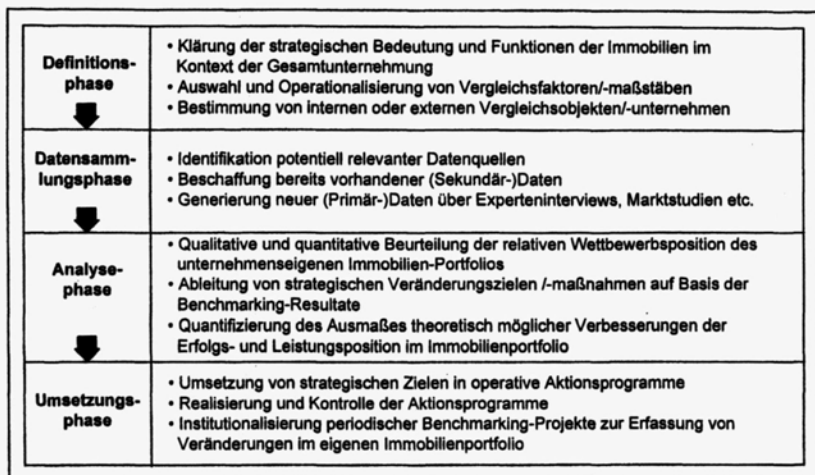 Definitions-
phase
• Klärung der strategischen Bedeutung und Funktionen der Immobilien im
Kontext der Gesamtunternehmung
• Auswahl und Operationalisierung von Vergleichsfaktoren/-maßstäben
• Bestimmung von internen oder externen Vergleichsobjekten/-unternehmen
Datensamm-
lungsphase
• Identifikation potentiell relevanter Datenquellen
• Beschaffung bereits vorhandener (Sekundär-)Daten
• Generierung neuer (Primär-)Daten über Experteninterviews, Marktstudien etc.
Analyse-
phase
• Qualitative und quantitative Beurteilung der relativen Wettbewerbsposition des
unternehmenseigenen Immobilien-Portfolios
• Ableitung von strategischen Veränderungszielen /-maßnahmen auf Basis der
Benchmarking-Resultate
• Quantifizierung des Ausmaßes theoretisch möglicher Verbesserungen der
Erfolgs- und Leistungsposition im Immobilienportfolio
Umsetzungs-
phase
• Umsetzung von strategischen Zielen in operative Aktionsprogramme
• Realisierung und Kontrolle der Aktionsprogramme
• Institutionalisierung periodischer Benchmarking-Projekte zur Erfassung von
Veränderungen im eigenen Immobilienportfolio